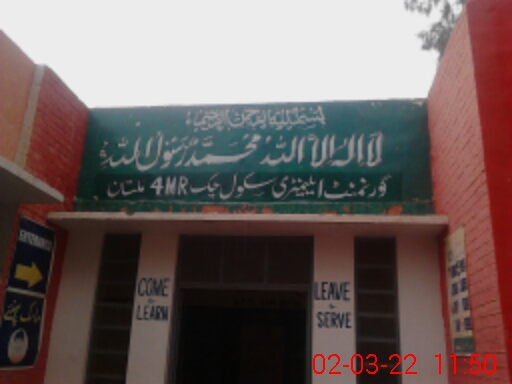 بسم اللہ الرحمن الرحیم
لا الہ الا اللہ محمد رسول اللہ
گورنمنٹ ایلیمنٹری سکول چک 4MR ملتان
COME
to
LEARN
LEAVE
to
SERVE
02-03-22 11:50